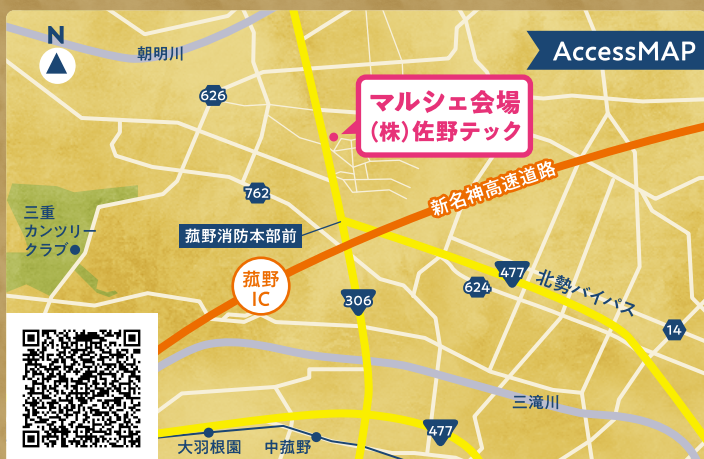 N
朝明川
AccessMAP
626
マルシェ会場
(株)佐野テック
762
新名神高速道路
三重
カンツリー
クラブ
菰野消防本部前
菰野
IC
306
477
北勢バイパス
624
14
三滝川
477
大羽根園
中菰野